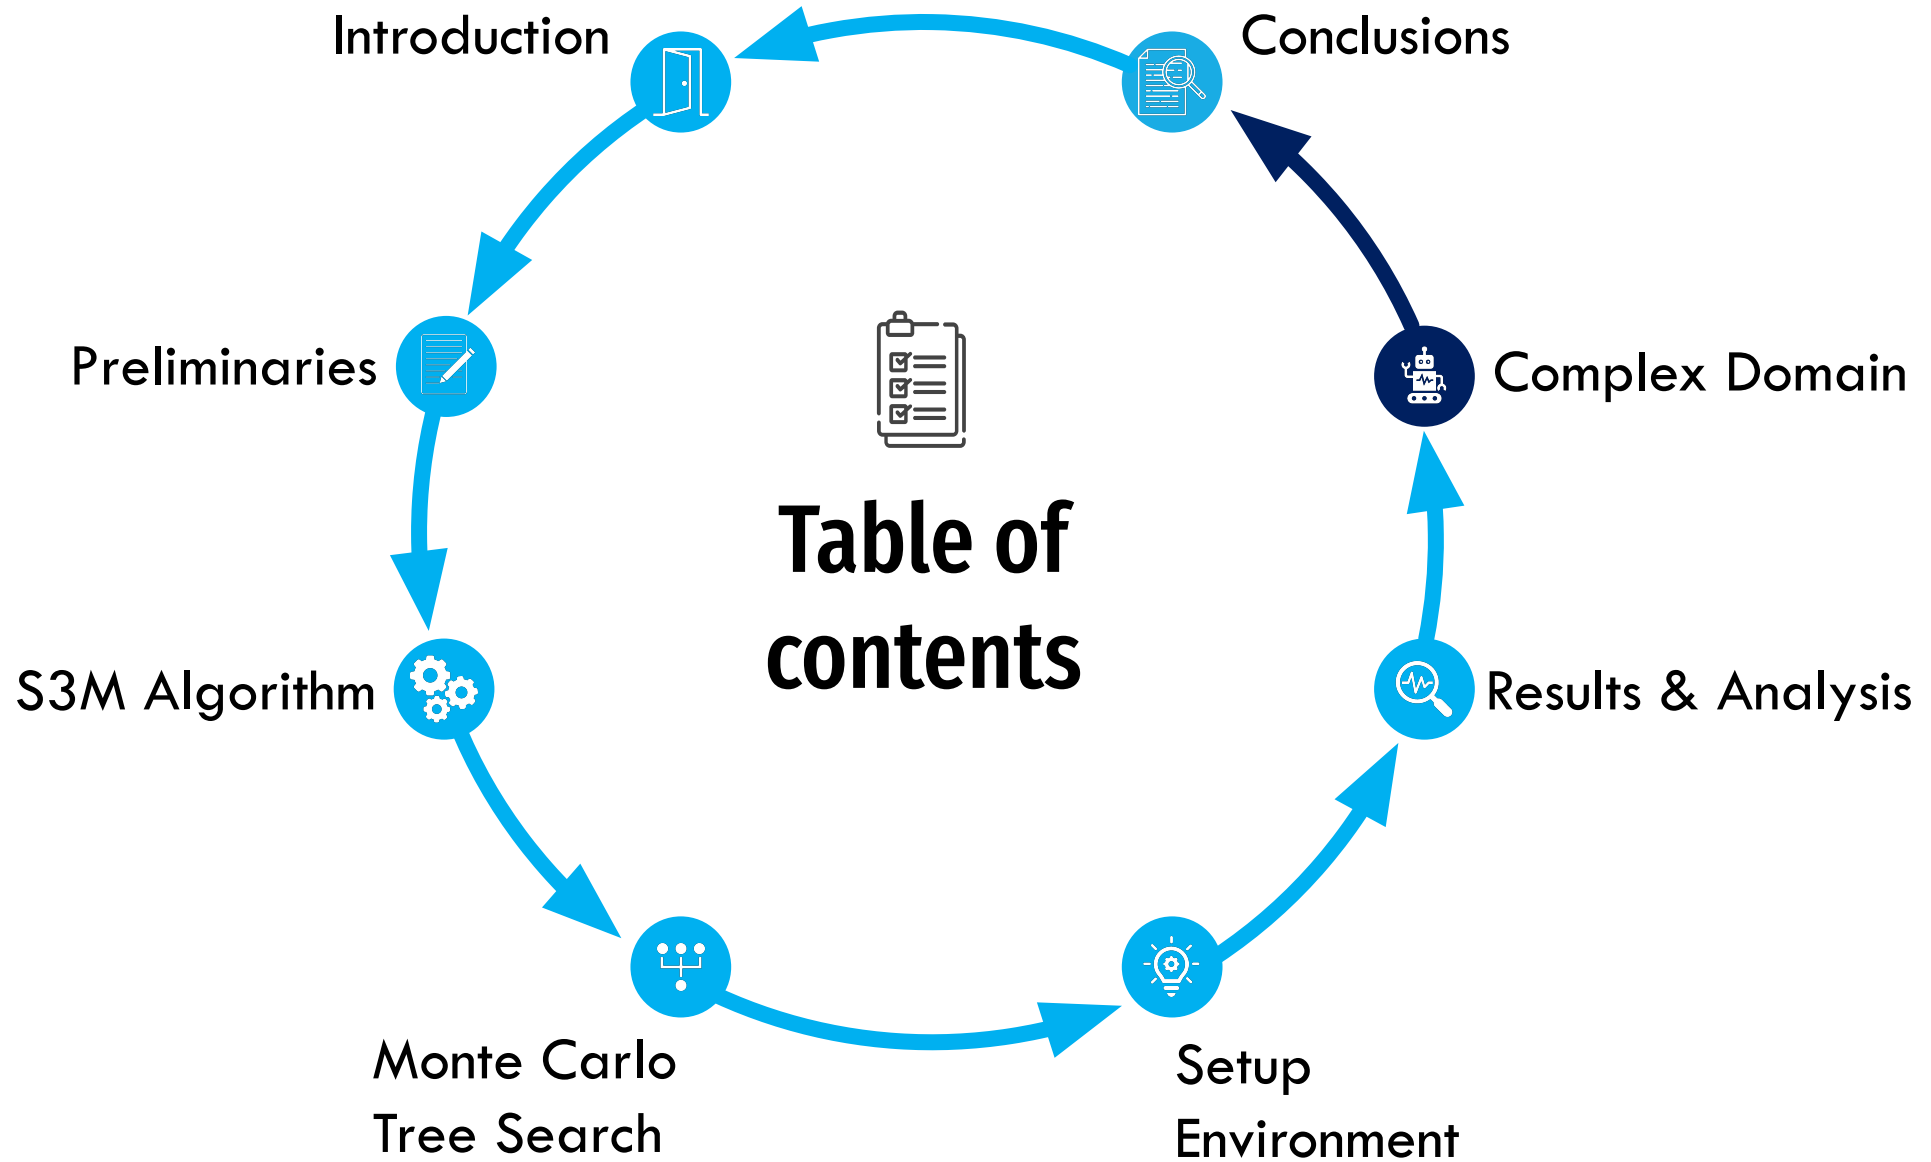 Introduction
Conclusions
Preliminaries
Complex Domain
Table of
contents
S3M Algorithm
Results & Analysis
Monte Carlo
Tree Search
Setup
Environment